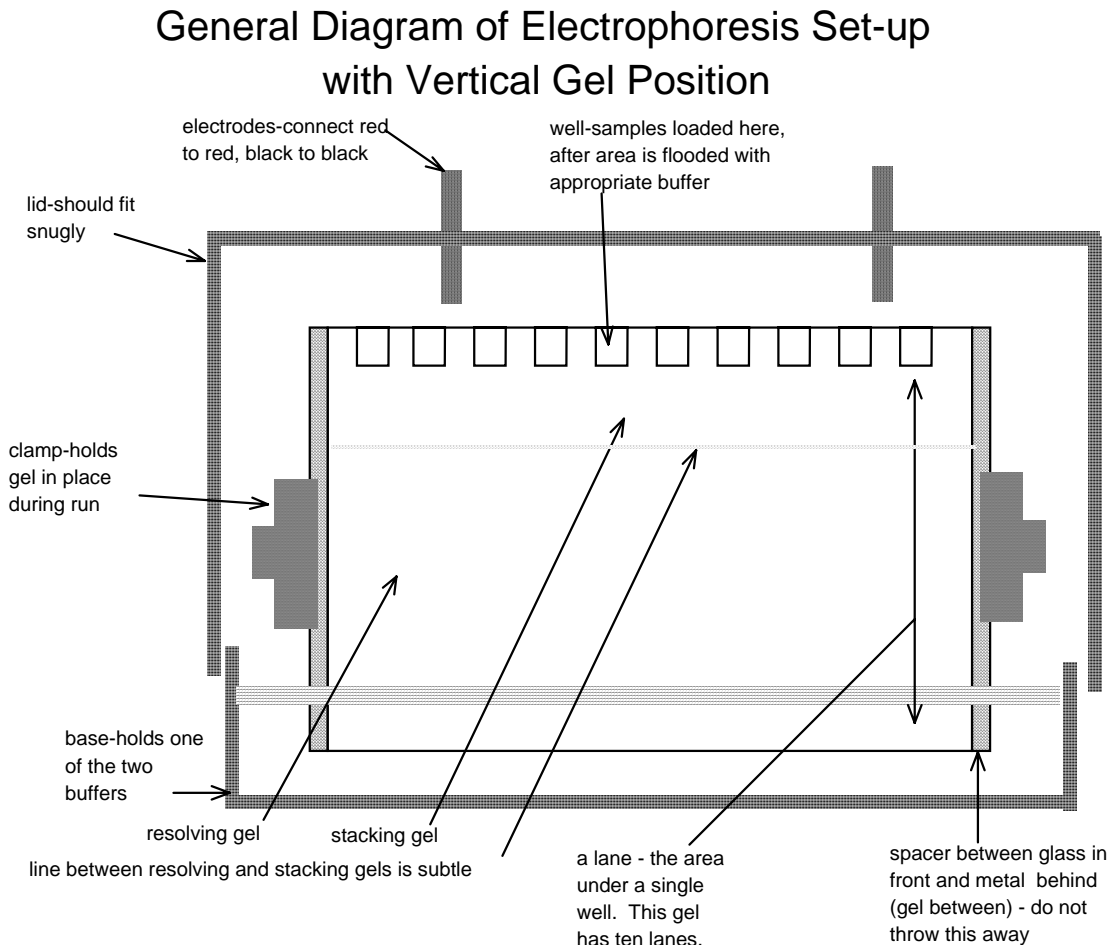 General Diagram of Electrophoresis Set-up
with Vertical Gel Position
electrodes-connect red
to red, black to black
well-samples loaded here,
after area is flooded with
appropriate buffer
lid-should fit
snugly
clamp-holds
gel in place
during run
base-holds one
of the two
buffers
resolving gel
stacking gel
line between resolving and stacking gels is subtle
a lane - the area
under a single
well. This gel
has ten lanes.
spacer between glass in
front and metal behind
(gel between) - do not
throw this away